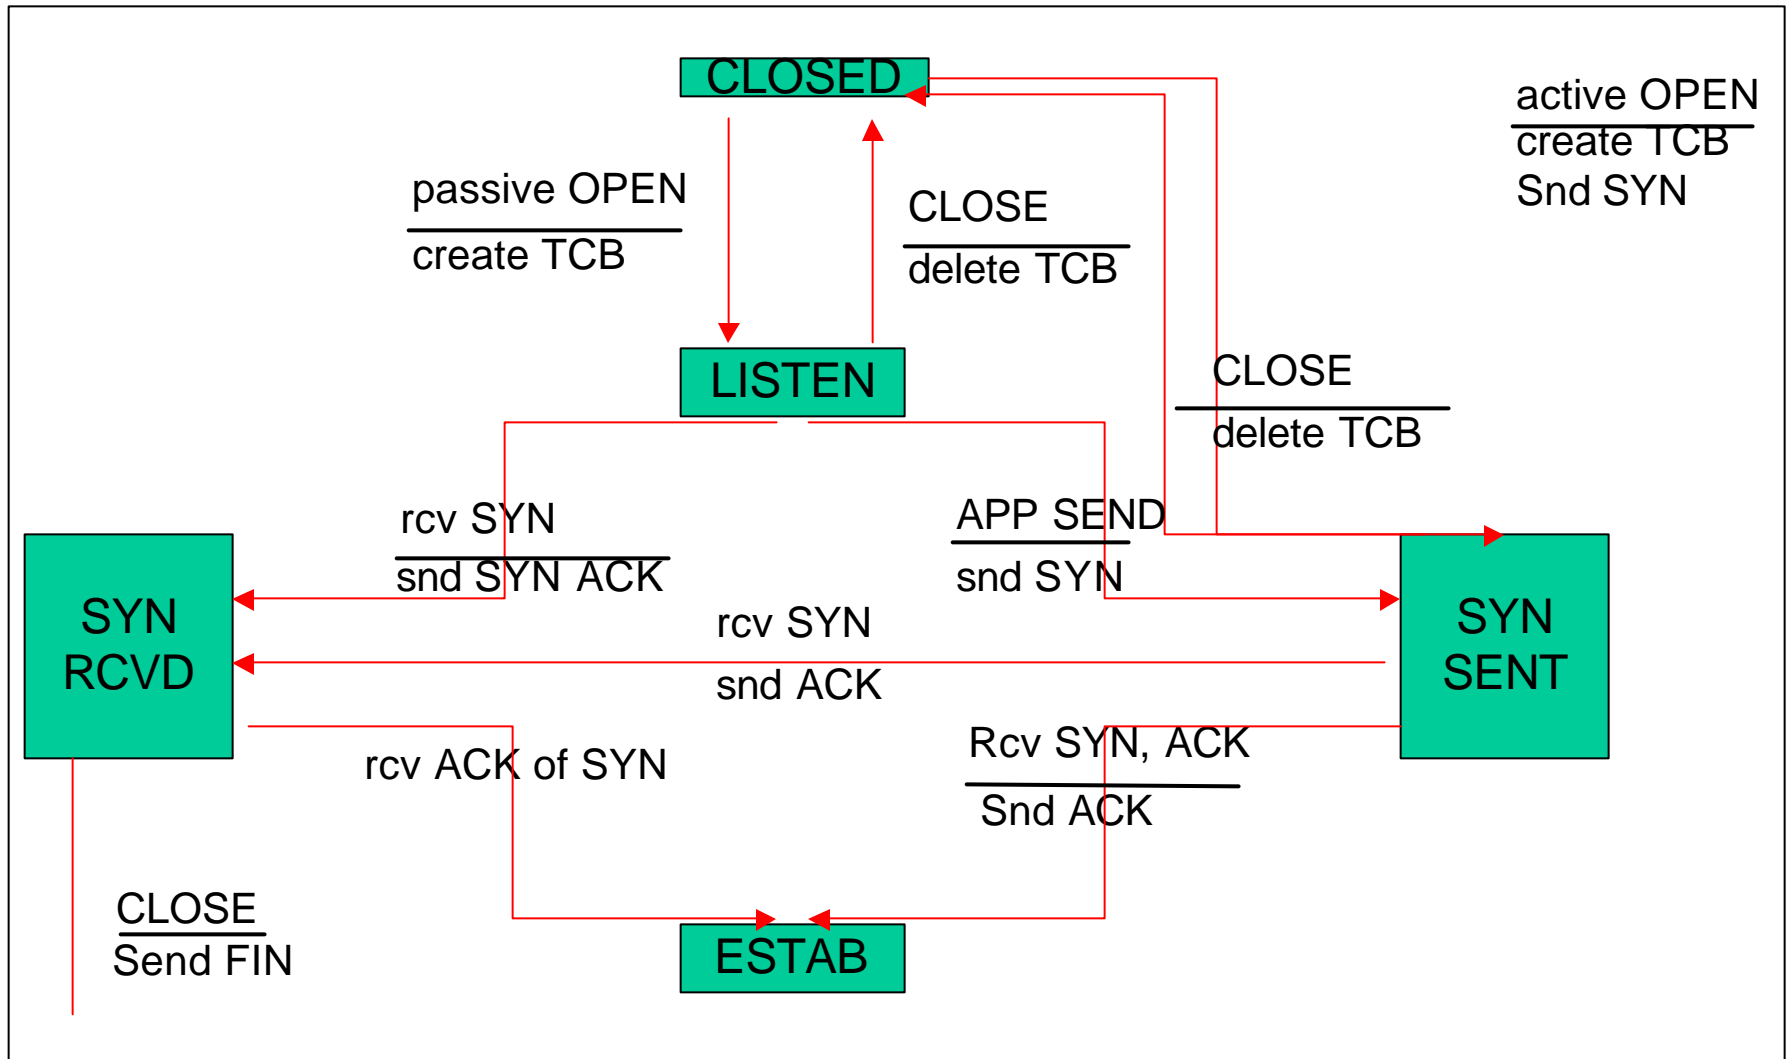 CLOSED
active OPEN
create TCB
Snd SYN
passive OPEN
create TCB
CLOSE
delete TCB
LISTEN
CLOSE
delete TCB
rcv SYN
snd SYN ACK
APP SEND
snd SYN
SYN
RCVD
rcv SYN
snd ACK
SYN
SENT
rcv ACK of SYN
Rcv SYN, ACK
Snd ACK
CLOSE
Send FIN
ESTAB